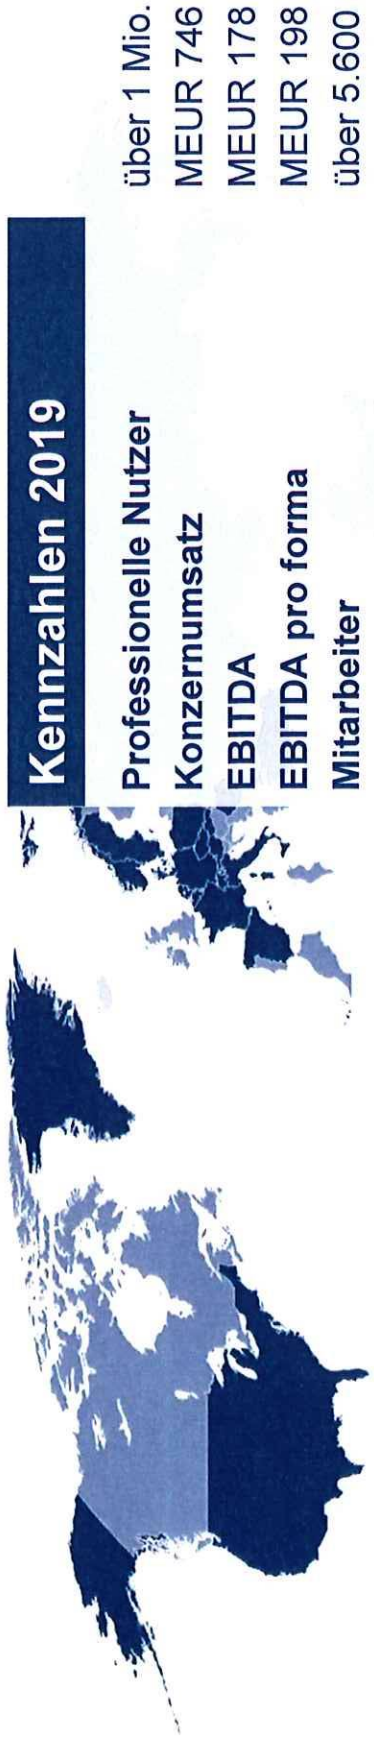 Kennzahlen 2019
Professionelle Nutzer über 1 Mio.
Konzernumsatz MEUR 746
EBITDA MEUR 178
EBITDA pro forma MEUR 198
Mitarbeiter über 5.600